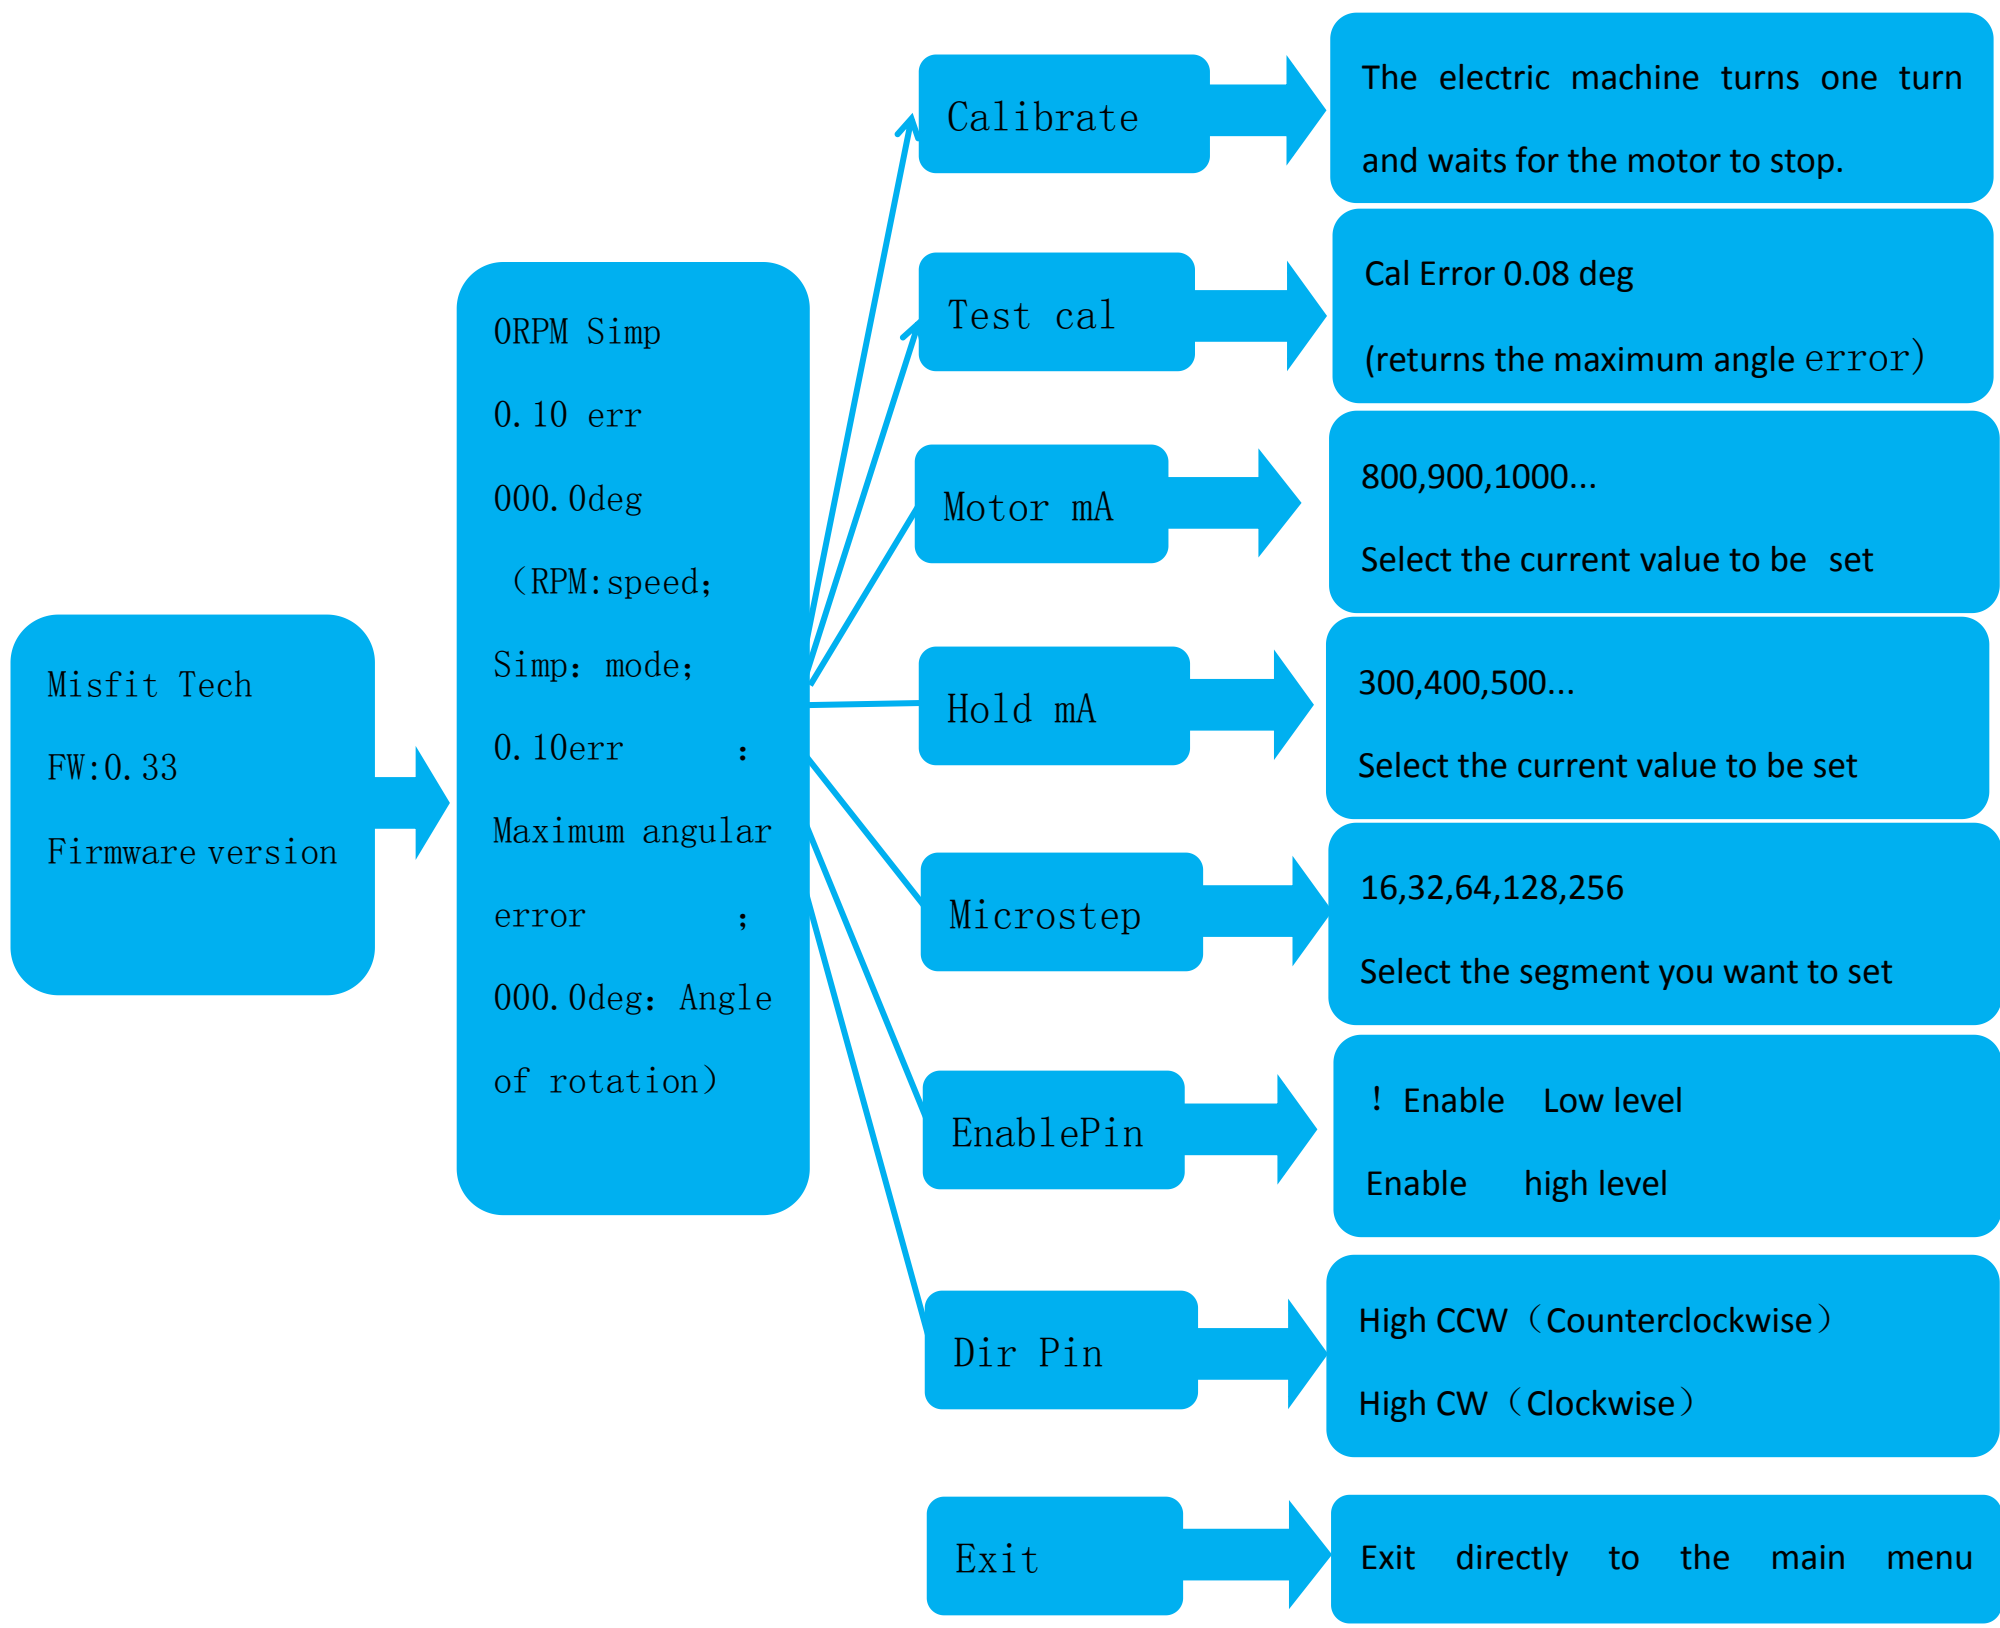 Misfit Tech
FW:0.33
Firmware version
0RPM Simp
0.10 err
000.0deg
（RPM:speed;
Simp：mode;
0.10err ：
Maximum angular
error ；
000.0deg：Angle
of rotation）
Calibrate
The electric machine turns one turn
and waits for the motor to stop.
Test cal
Cal Error 0.08 deg
(returns the maximum angle error）
Motor mA
800,900,1000...
Select the current value to be set
Hold mA
300,400,500...
Select the current value to be set
Microstep
16,32,64,128,256
Select the segment you want to set
EnablePin
！Enable Low level
Enable high level
Dir Pin
High CCW（Counterclockwise）
High CW（Clockwise）
Exit
Exit directly to the main menu